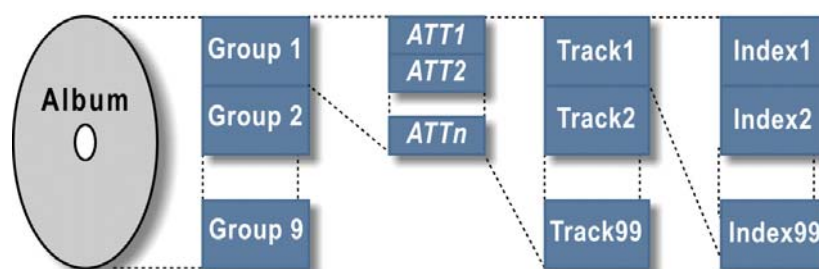 Album
Group 1
Group 2
Group 9
ATT1
ATT2
ATTn
Track1
Track2
Track99
Index1
Index2
Index99